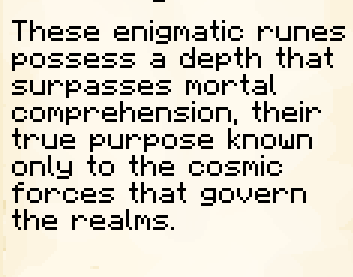 These enigmatic runes
possess a depth that
surpasses mortal
comprehension, their
true purpose known
only to the cosmic
forces that govern
the realms.